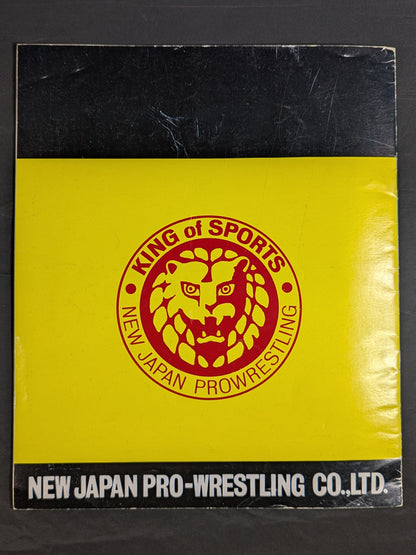 KING of SPORTS
NEW JAPAN PROWRESTLING
NEW JAPAN PRO-WRESTLING CO.,LTD.